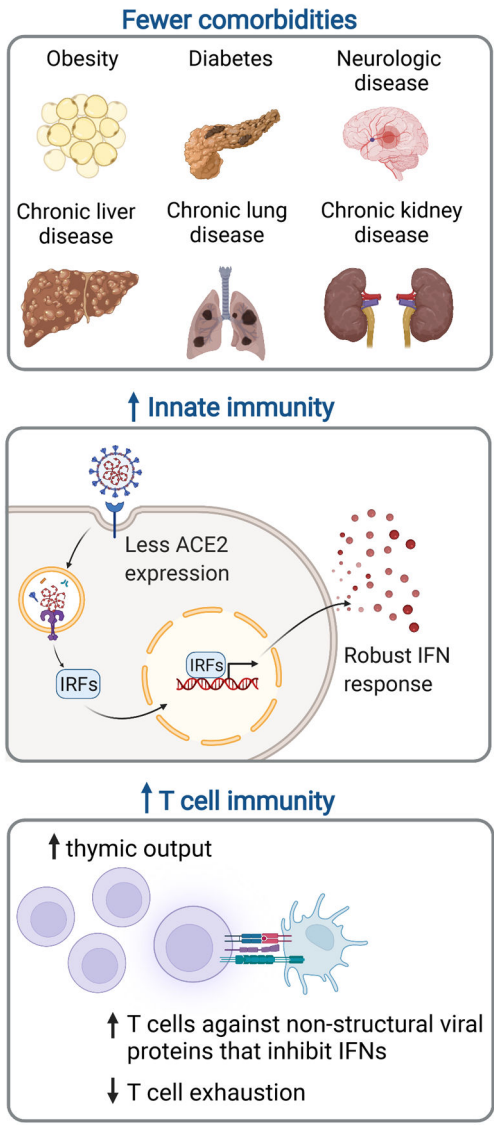 Fewer comorbidities
Obesity
Diabetes
Neurologic
disease
Chronic liver
disease
Chronic lung
disease
Chronic kidney
disease
↑ Innate immunity
Less ACE2
expression
IRFs
IRFs
Robust IFN
response
↑ T cell immunity
↑ thymic output
↑ T cells against non-structural viral
proteins that inhibit IFNs
↓ T cell exhaustion